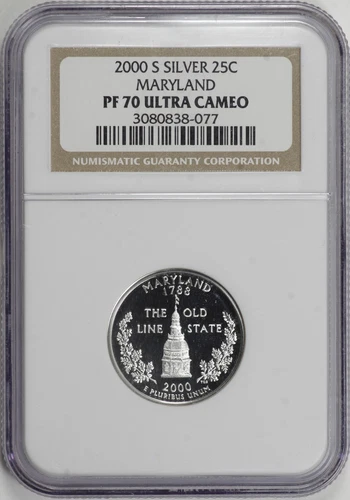 2000 S SILVER 25C
MARYLAND
PF 70 ULTRA CAMEO
3080838-077
NUMISMATIC GUARANTY CORPORATION
MARYLAND
1788
THE OLD
LINE STATE
2000
E PLURIBUS UNUM